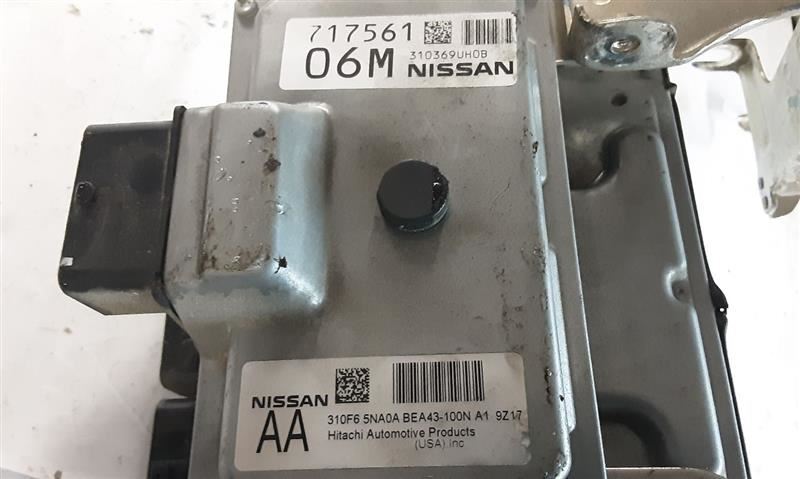 717561
310369UH0B
06M NISSAN
NISSAN
AA
310F6 5NA0A BEA43-100N A1 9Z17
Hitachi Automotive Products
(USA) Inc